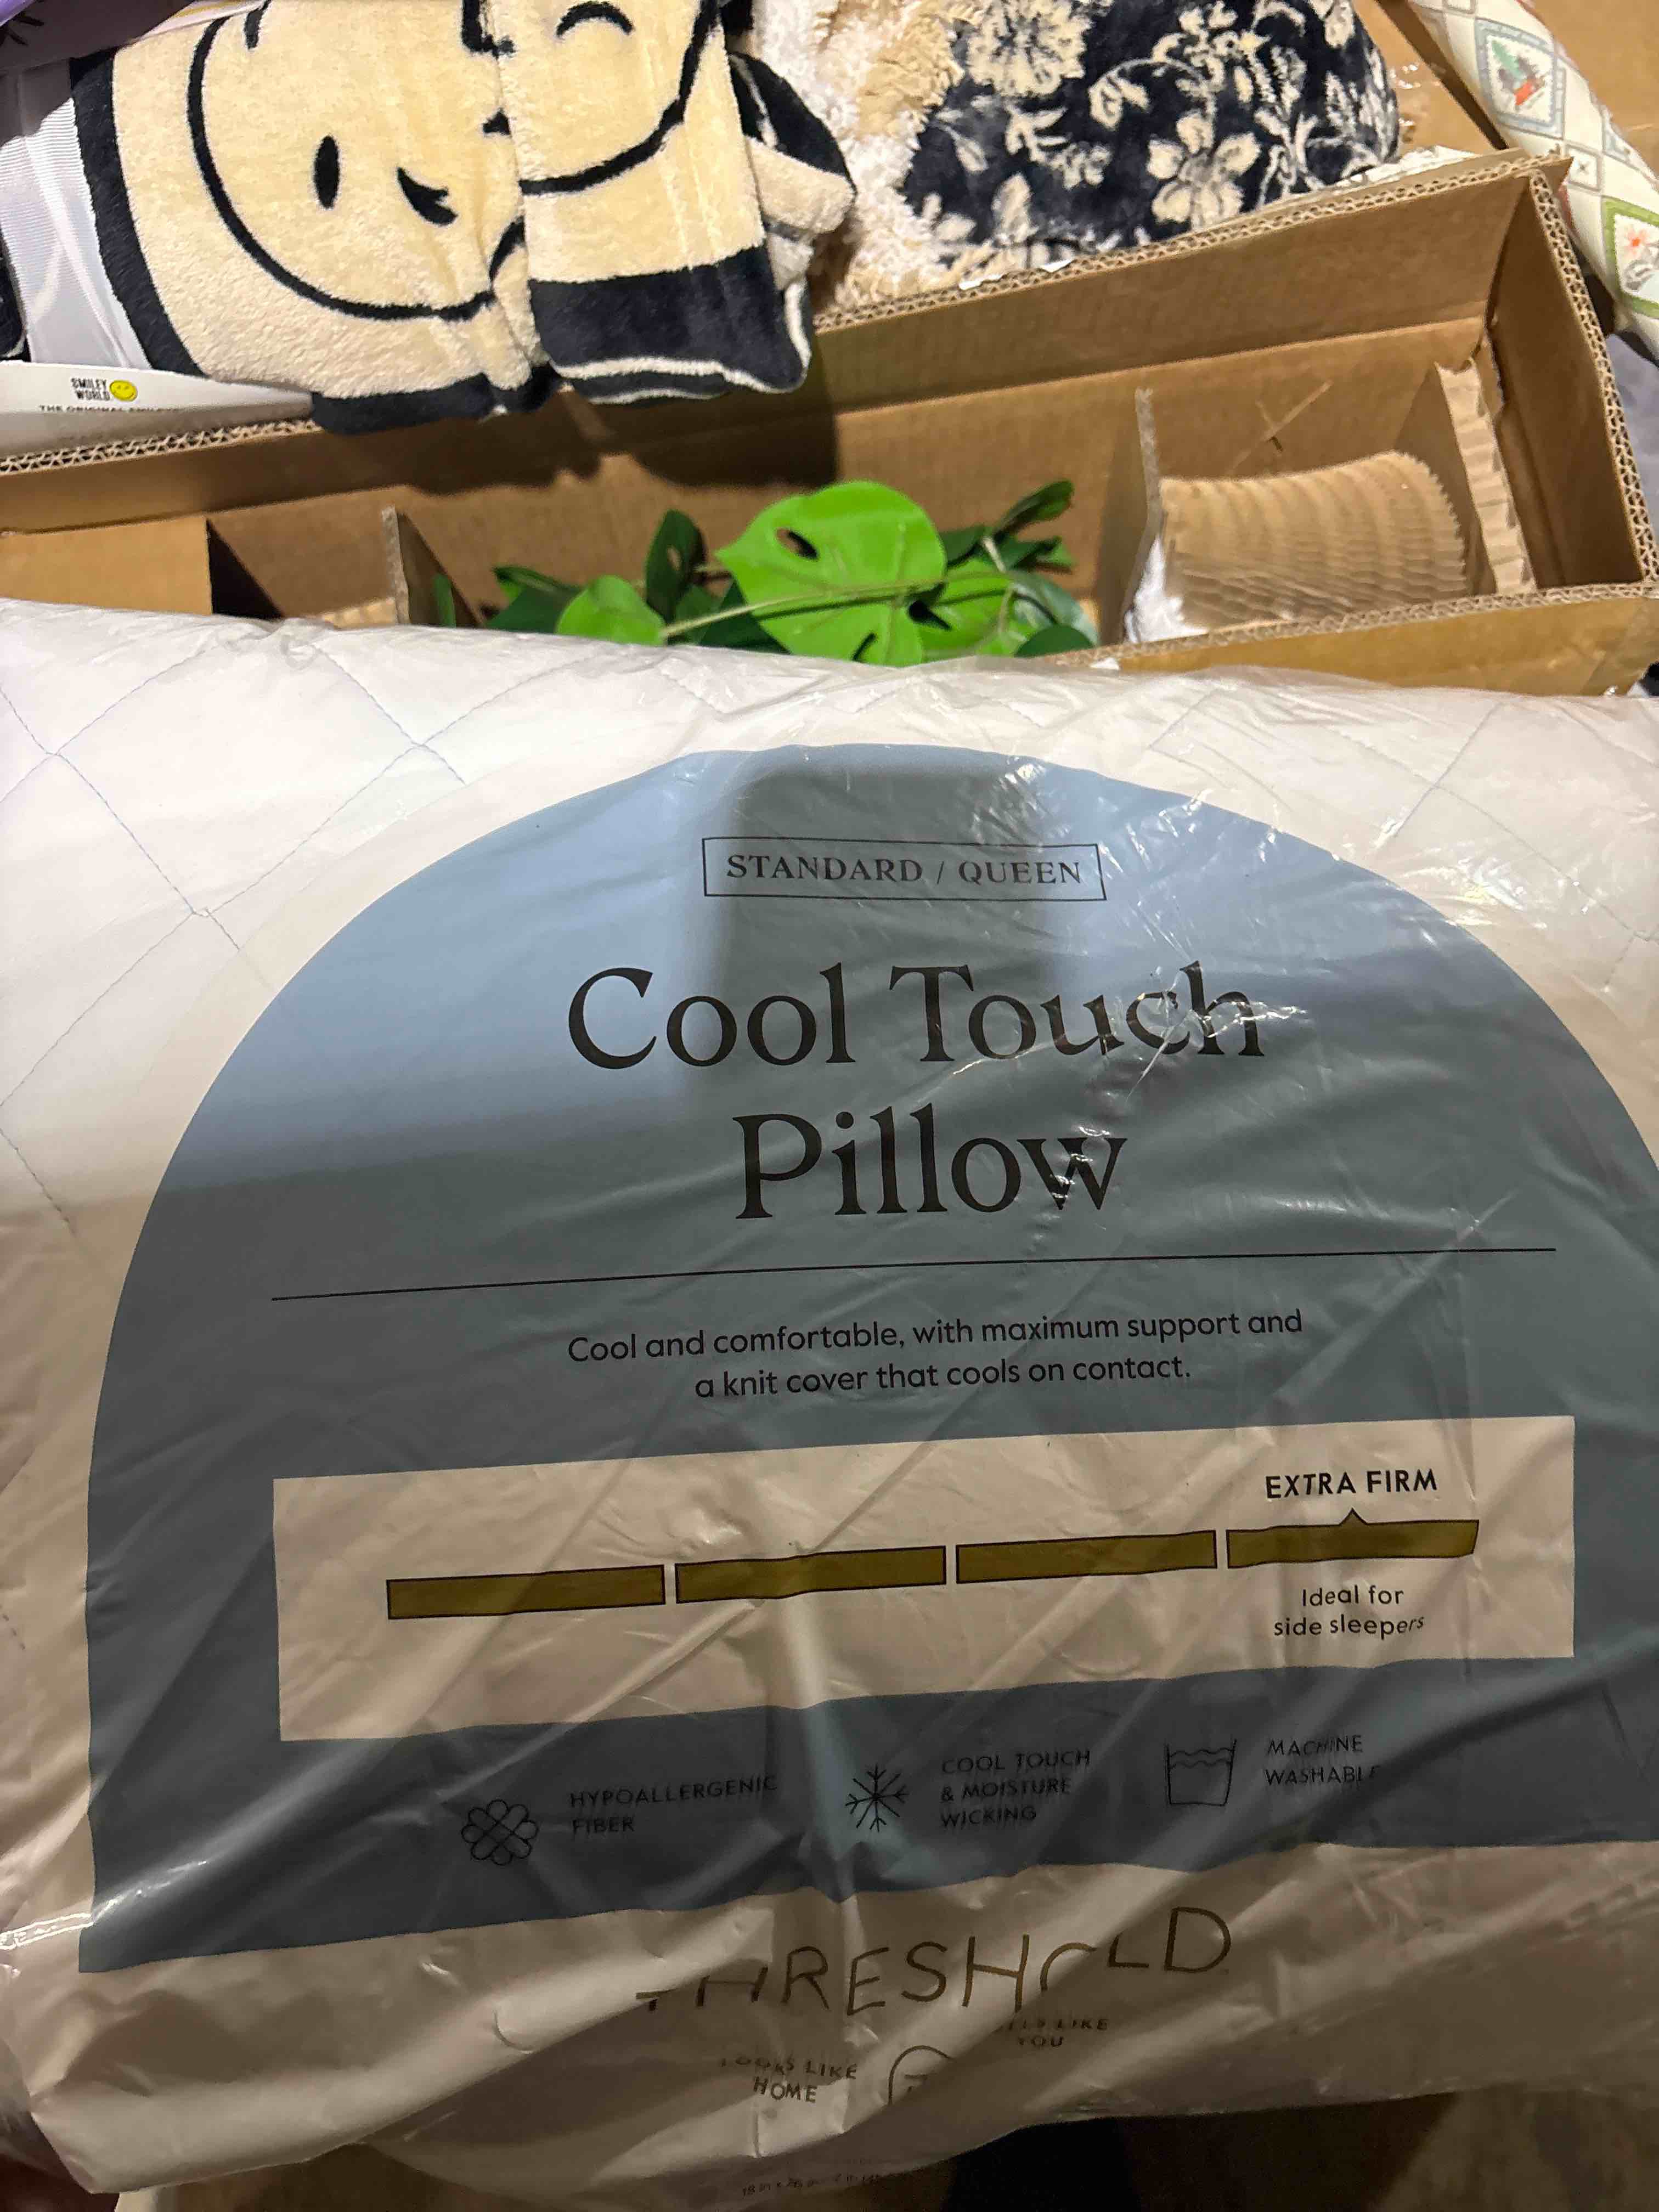 SMILEY
WORLD
STANDARD / QUEEN
Cool Touch
Pillow
Cool and comfortable, with maximum support and
a knit cover that cools on contact.
EXTRA FIRM
Ideal for
side sleepers
HYPOALLERGENIC
FIBER
COOL TOUCH
& MOISTURE
WICKING
MACHINE
WASHABLE
THRESHOLD
LOOKS LIKE
HOME
LIKE
YOU